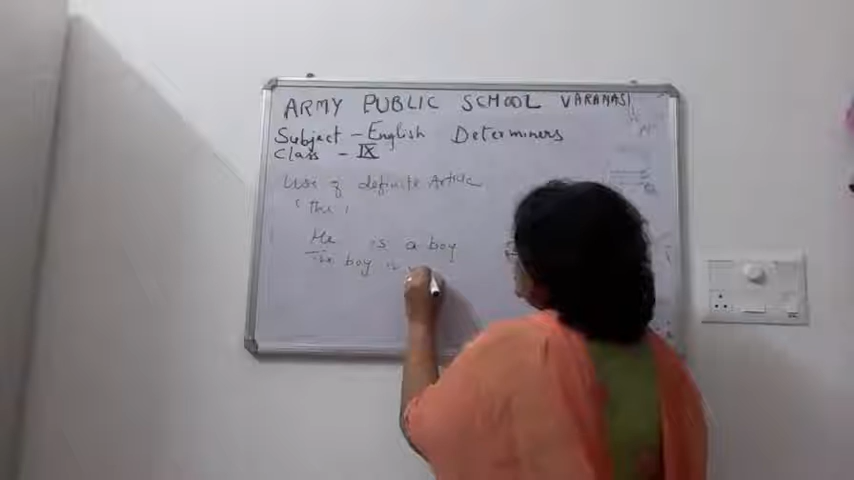 ARMY PUBLIC SCHOOL VARANASI
Subject - English Determiners
Class - IX
Use of definite Article
' The '
He is a boy
The boy is